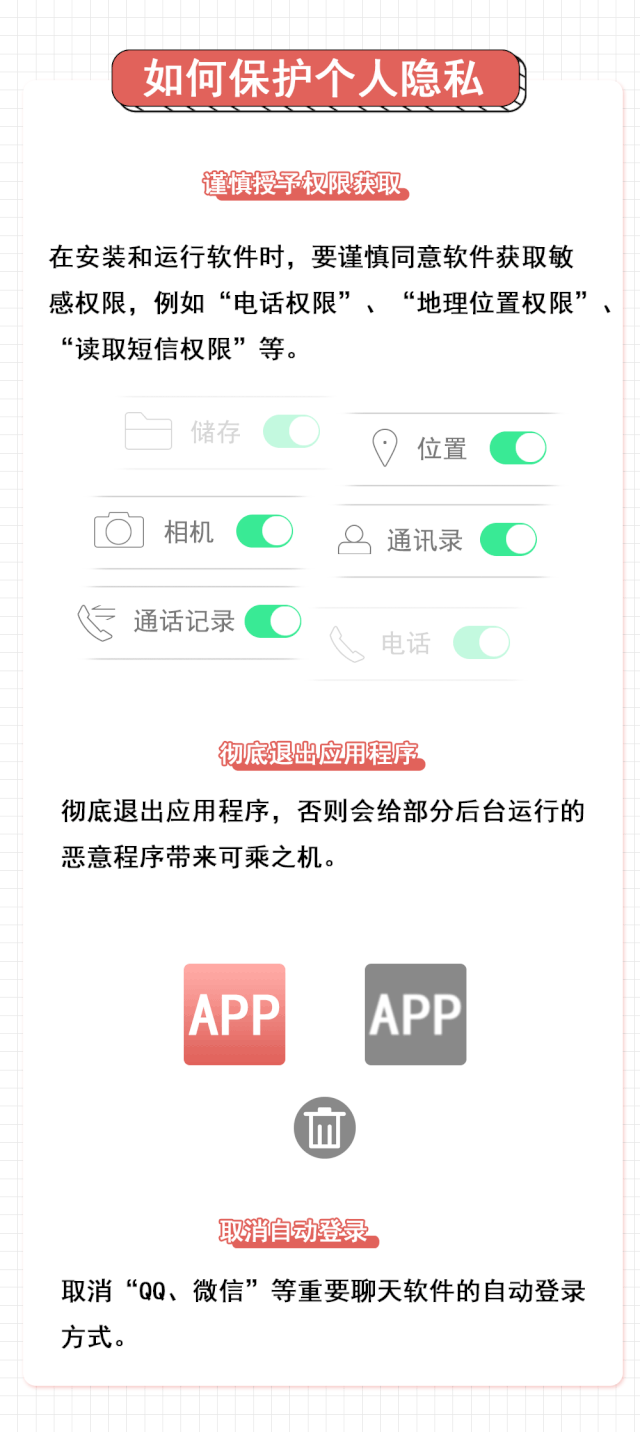 如何保护个人隐私
谨慎授予权限获取
在安装和运行软件时，要谨慎同意软件获取敏
感权限，例如“电话权限”、“地理位置权限”、
“读取短信权限”等。
储存
位置
相机
通讯录
通话记录
电话
彻底退出应用程序
彻底退出应用程序，否则会给部分后台运行的
恶意程序带来可乘之机。
APP APP
取消自动登录
取消“QQ、微信”等重要聊天软件的自动登录
方式。